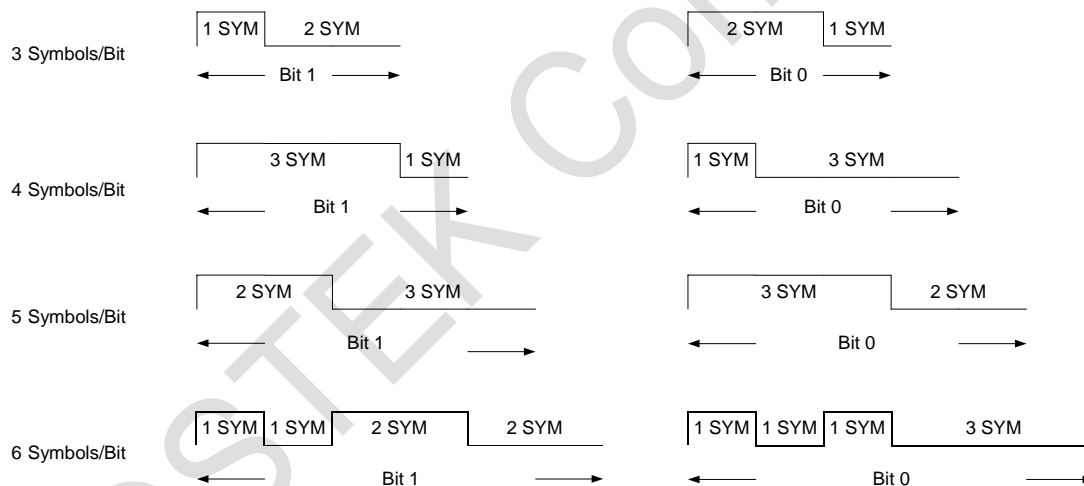 1 SYM 2 SYM 2 SYM 1 SYM
3 Symbols/Bit
Bit 1 Bit 0
3 SYM 1 SYM 1 SYM 3 SYM
4 Symbols/Bit
Bit 1 Bit 0
2 SYM 3 SYM 3 SYM 2 SYM
5 Symbols/Bit
Bit 1 Bit 0
1 SYM 1 SYM 2 SYM 2 SYM 1 SYM 1 SYM 1 SYM 3 SYM
6 Symbols/Bit
Bit 1 Bit 0